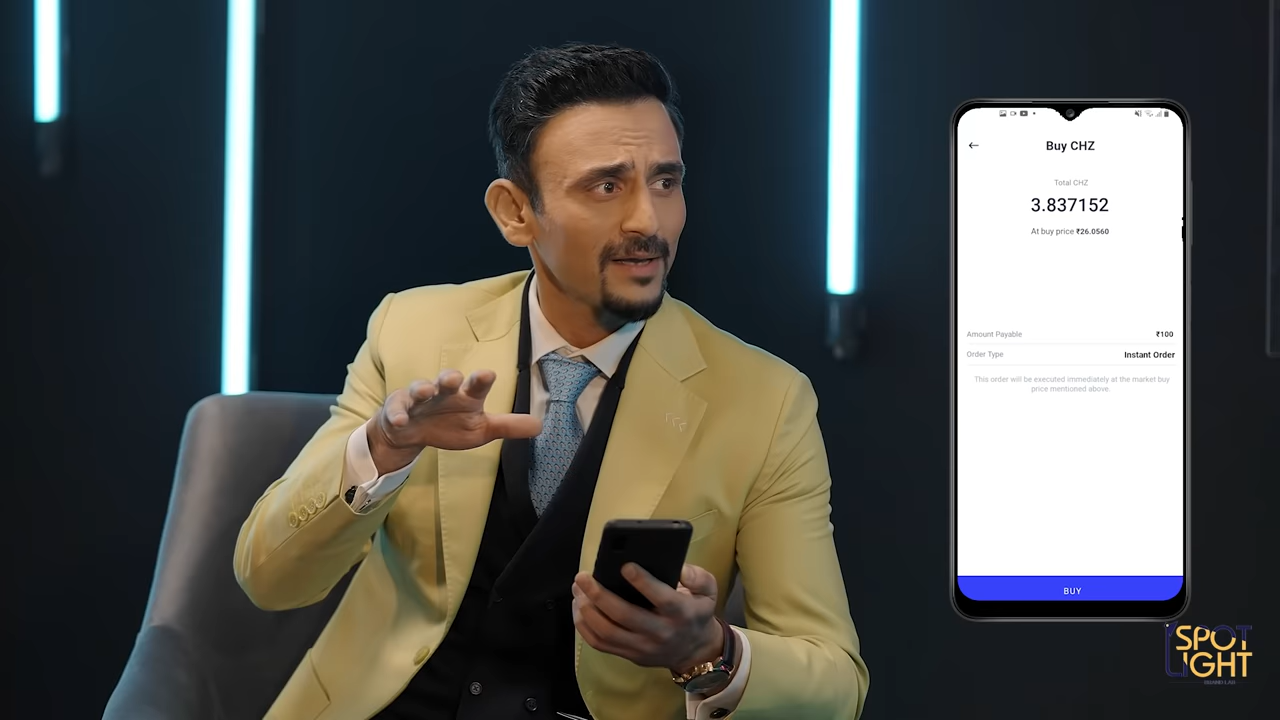 Buy CHZ
Total CHZ
3.837152
At buy price ₹26.0560
Amount Payable ₹100
Order Type Instant Order
This order will be executed immediately at the market buy
price mentioned above.
BUY
SPOT
LIGHT